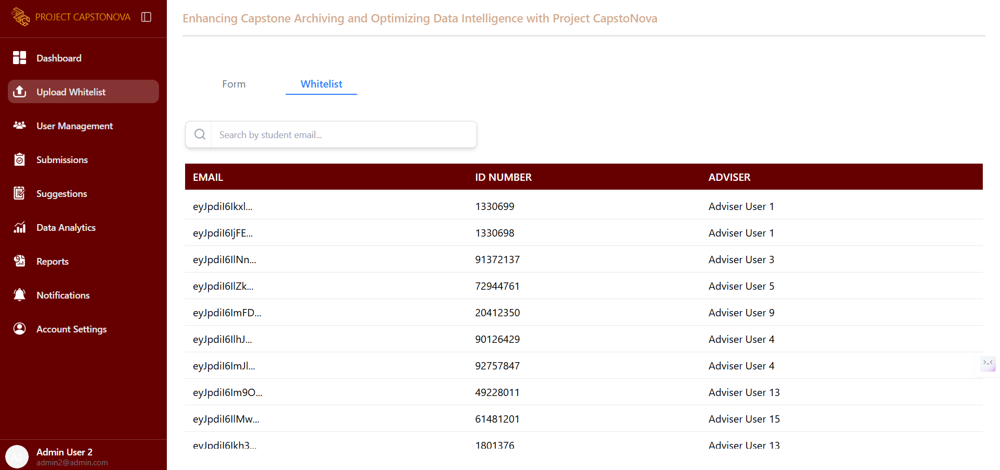 PROJECT CAPSTONOVA
Enhancing Capstone Archiving and Optimizing Data Intelligence with Project CapstoNova
Dashboard
Upload Whitelist
User Management
Submissions
Suggestions
Data Analytics
Reports
Notifications
Account Settings
A2
Admin User 2
admin2@admin.com
Form
Whitelist
Search by student email...
EMAIL ID NUMBER ADVISER
eyJpdiI6Ikxl... 1330699 Adviser User 1
eyJpdiI6IjFE... 1330698 Adviser User 1
eyJpdiI6IlNn... 91372137 Adviser User 3
eyJpdiI6IlZk... 72944761 Adviser User 5
eyJpdiI6ImFD... 20412350 Adviser User 9
eyJpdiI6IlhJ... 90126429 Adviser User 4
eyJpdiI6ImJl... 92757847 Adviser User 4
eyJpdiI6Im9O... 49228011 Adviser User 13
eyJpdiI6IlMw... 61481201 Adviser User 15
eyJpdiI6Ikh3... 1801376 Adviser User 13